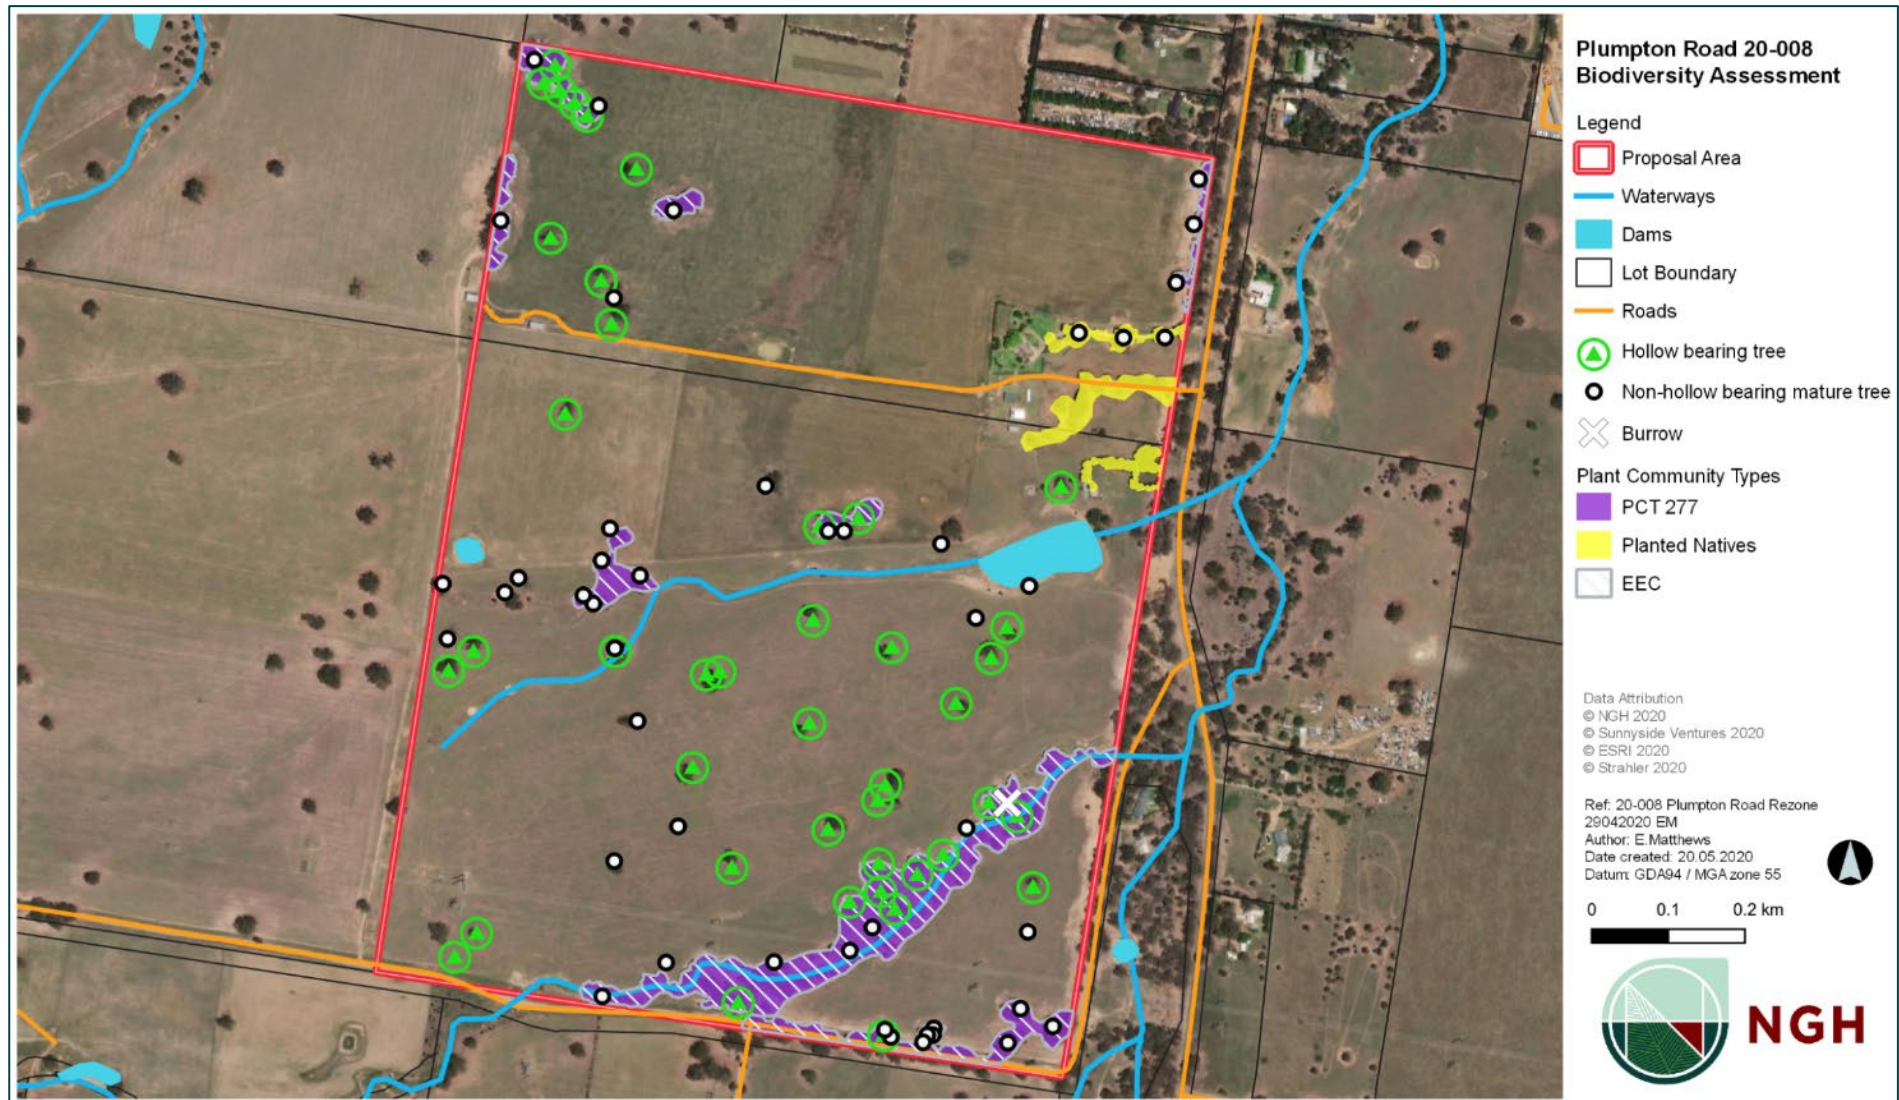 Plumpton Road 20-008
Biodiversity Assessment
Legend
Proposal Area
Waterways
Dams
Lot Boundary
Roads
Hollow bearing tree
Non-hollow bearing mature tree
Burrow
Plant Community Types
PCT 277
Planted Natives
EEC
Data Attribution
© NGH 2020
© Sunnyside Ventures 2020
© ESRI 2020
© Strahler 2020
Ref: 20-008 Plumpton Road Rezone
29042020 EM
Author: E.Matthews
Date created: 20.05.2020
Datum: GDA94 / MGA zone 55
0 0.1 0.2 km
NGH